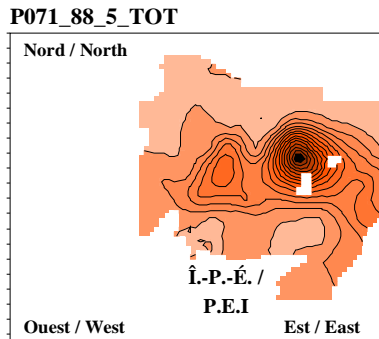 P071_88_5_TOT
Nord / North
Î.-P.-É. /
P.E.I
Ouest / West Est / East